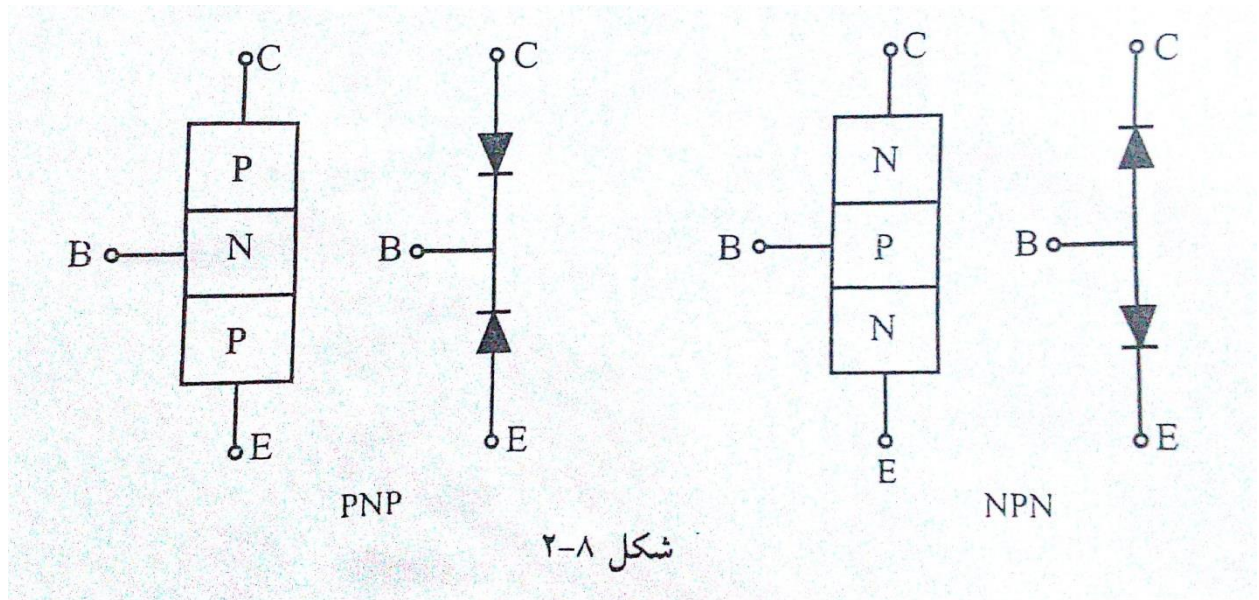 C C C C
P N
B N B B P B
P N
E E E E
PNP NPN
شکل ۸-۲